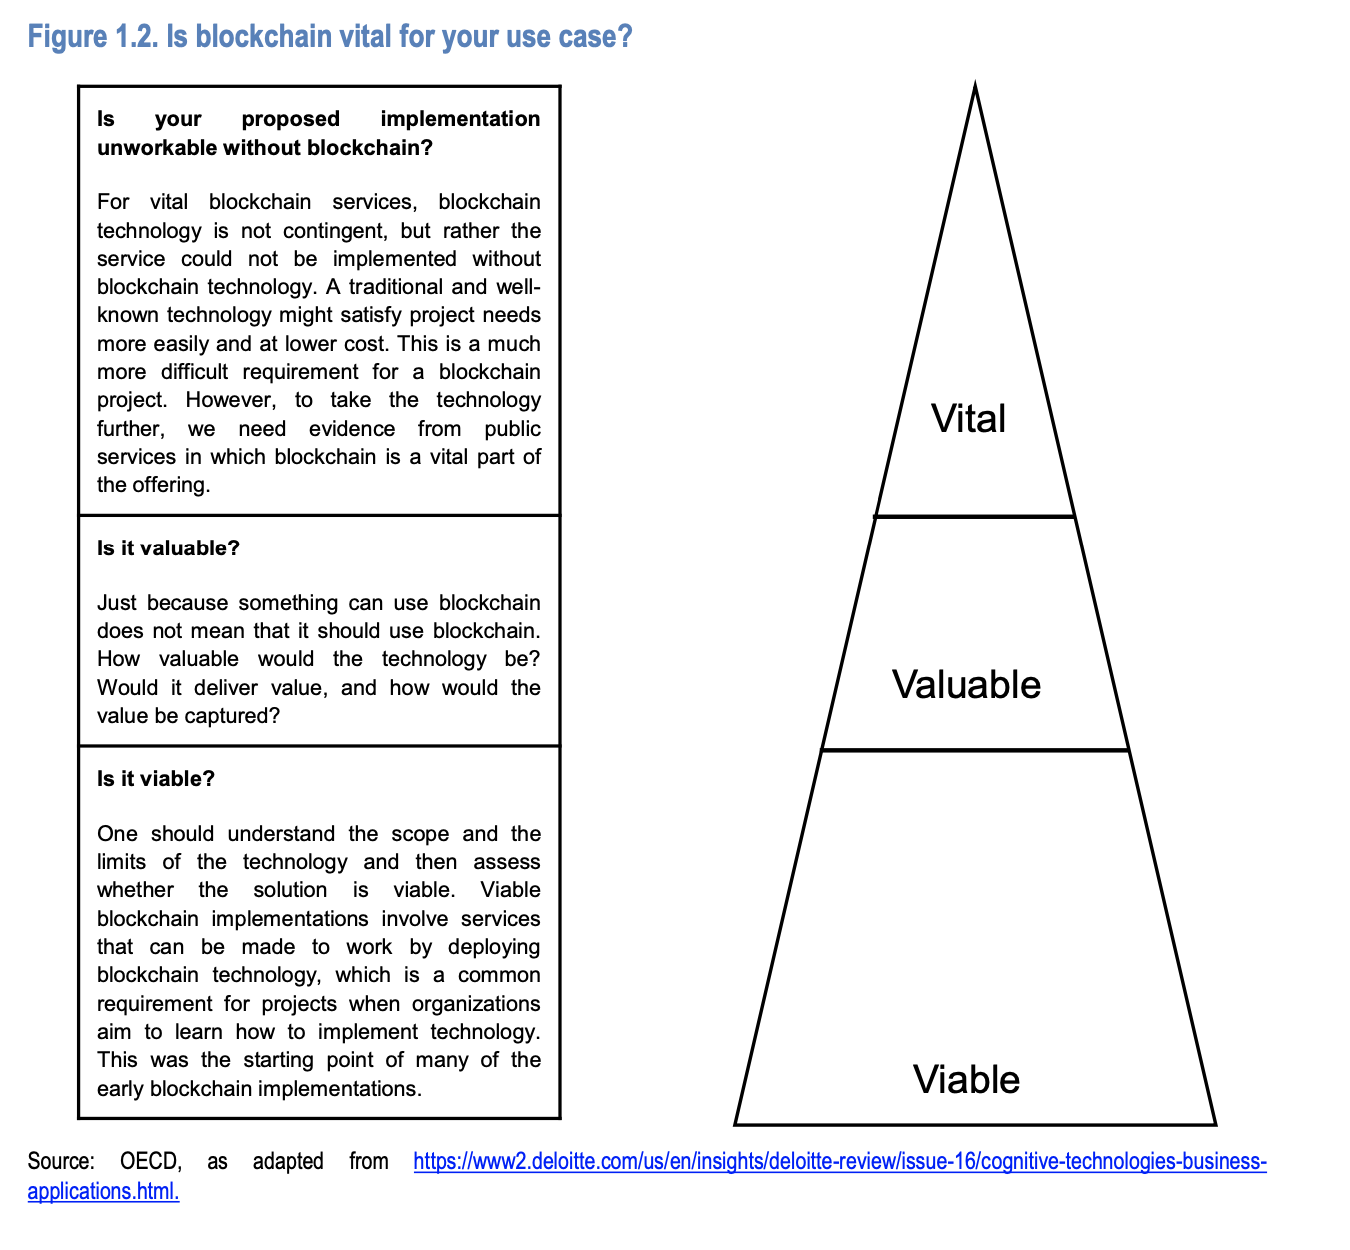 Figure 1.2. Is blockchain vital for your use case?
Is your proposed implementation
unworkable without blockchain?
For vital blockchain services, blockchain
technology is not contingent, but rather the
service could not be implemented without
blockchain technology. A traditional and well-
known technology might satisfy project needs
more easily and at lower cost. This is a much
more difficult requirement for a blockchain
project. However, to take the technology
further, we need evidence from public
services in which blockchain is a vital part of
the offering.
Is it valuable?
Just because something can use blockchain
does not mean that it should use blockchain.
How valuable would the technology be?
Would it deliver value, and how would the
value be captured?
Is it viable?
One should understand the scope and the
limits of the technology and then assess
whether the solution is viable. Viable
blockchain implementations involve services
that can be made to work by deploying
blockchain technology, which is a common
requirement for projects when organizations
aim to learn how to implement technology.
This was the starting point of many of the
early blockchain implementations.
Vital
Valuable
Viable
Source: OECD, as adapted from https://www2.deloitte.com/us/en/insights/deloitte-review/issue-16/cognitive-technologies-business-
applications.html.